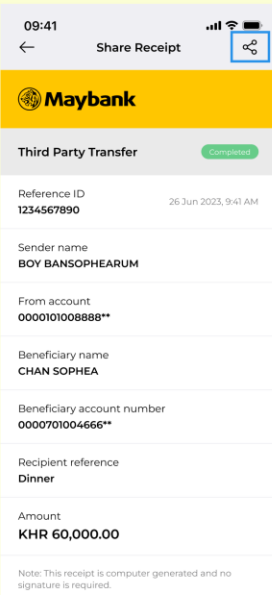 09:41
Share Receipt
Maybank
Third Party Transfer
Completed
Reference ID
1234567890
26 Jun 2023, 9:41 AM
Sender name
BOY BANSOPHEARUM
From account
0000101008888**
Beneficiary name
CHAN SOPHEA
Beneficiary account number
0000701004666**
Recipient reference
Dinner
Amount
KHR 60,000.00
Note: This receipt is computer generated and no
signature is required.